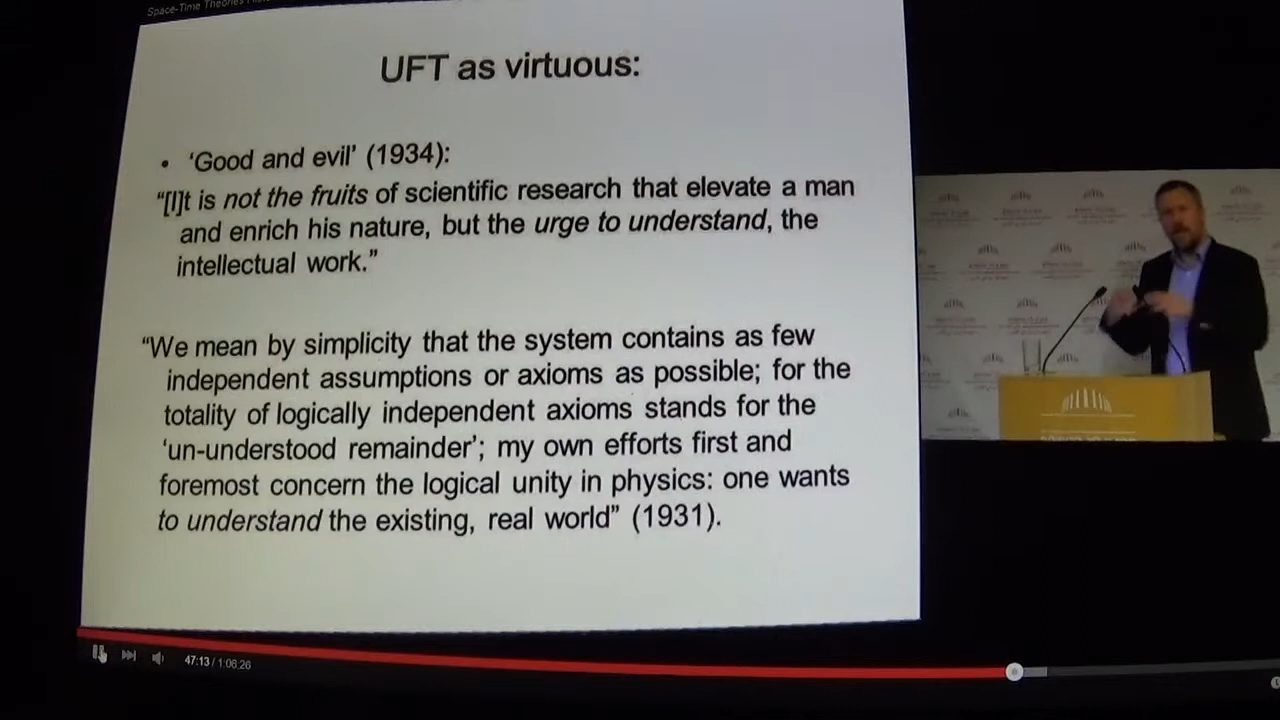 Space-Time Theories
UFT as virtuous:
• ‘Good and evil’ (1934):
“[I]t is not the fruits of scientific research that elevate a man
and enrich his nature, but the urge to understand, the
intellectual work.”
“We mean by simplicity that the system contains as few
independent assumptions or axioms as possible; for the
totality of logically independent axioms stands for the
‘un-understood remainder’; my own efforts first and
foremost concern the logical unity in physics: one wants
to understand the existing, real world” (1931).
47:13 / 1:06:26